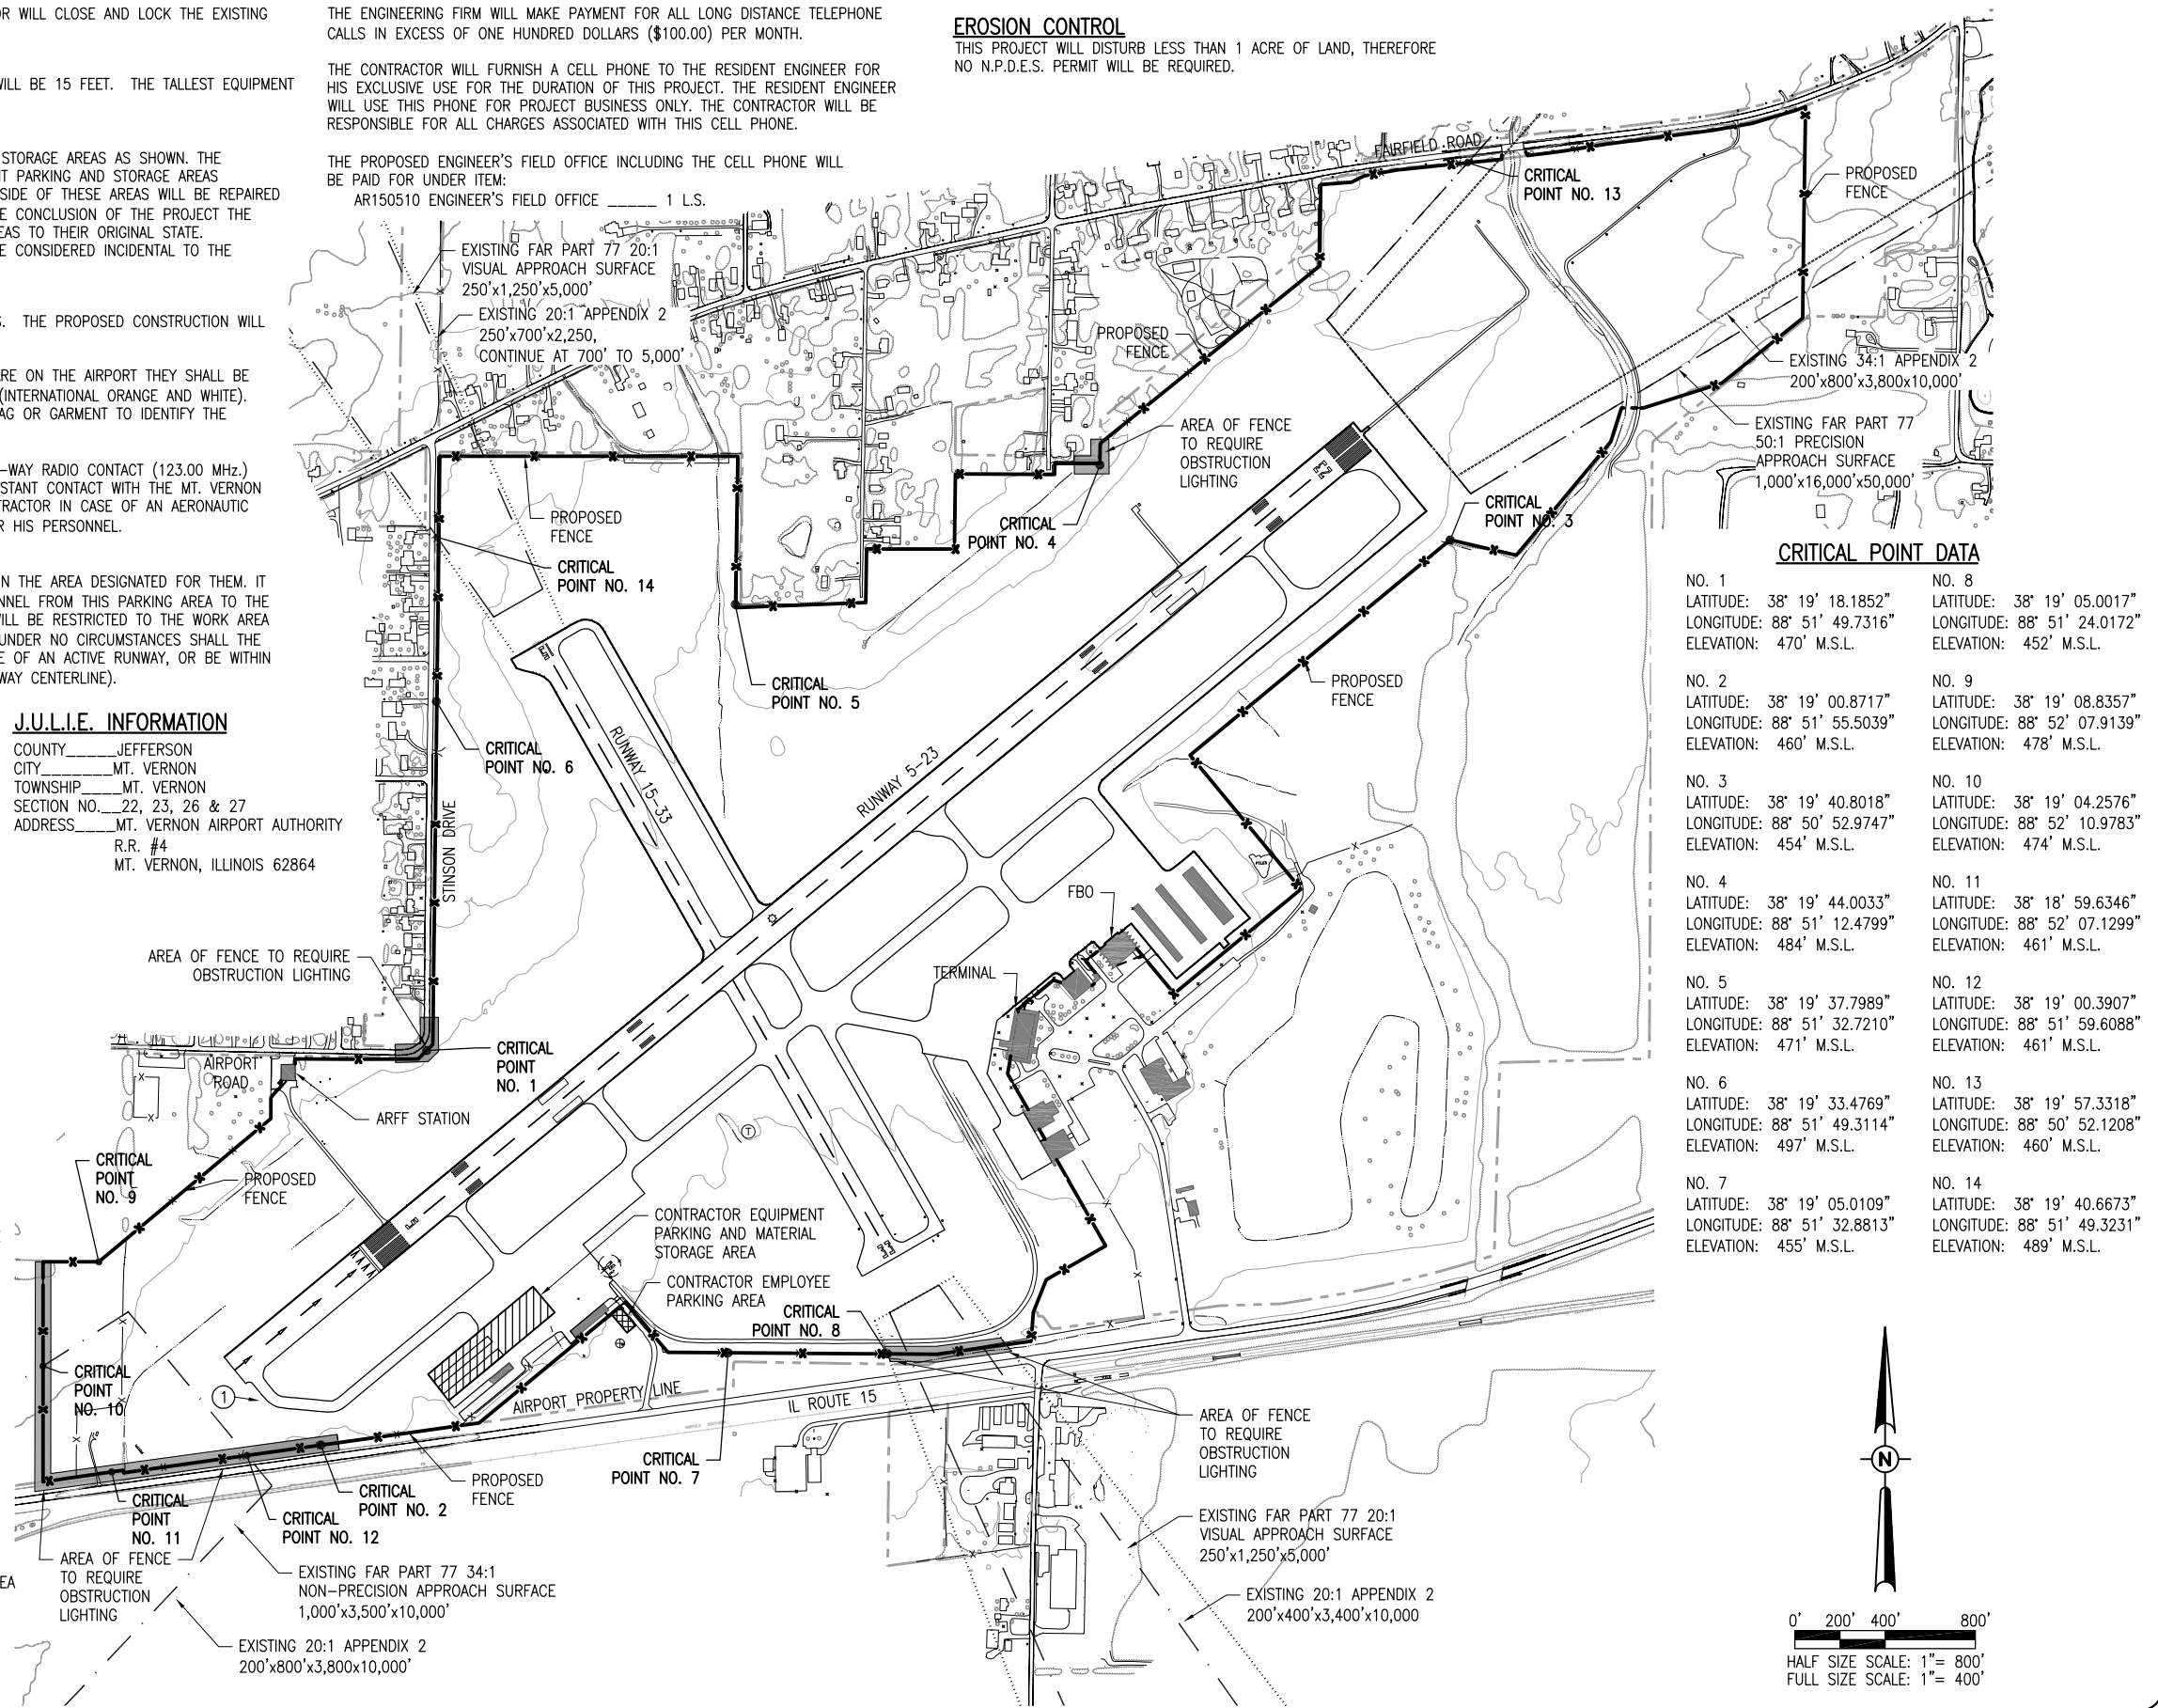 OR WILL CLOSE AND LOCK THE EXISTING
WILL BE 15 FEET. THE TALLEST EQUIPMENT
STORAGE AREAS AS SHOWN. THE
PARKING AND STORAGE AREAS
SIDE OF THESE AREAS WILL BE REPAIRED
CONCLUSION OF THE PROJECT THE
TO THEIR ORIGINAL STATE.
CONSIDERED INCIDENTAL TO THE
THE PROPOSED CONSTRUCTION WILL
ARE ON THE AIRPORT THEY SHALL BE
(INTERNATIONAL ORANGE AND WHITE).
OR GARMENT TO IDENTIFY THE
-WAY RADIO CONTACT (123.00 MHz.)
CONTACT WITH THE MT. VERNON
IN CASE OF AN AERONAUTIC
HIS PERSONNEL.
IN THE AREA DESIGNATED FOR THEM. IT
FROM THIS PARKING AREA TO THE
WILL BE RESTRICTED TO THE WORK AREA
UNDER NO CIRCUMSTANCES SHALL THE
OF AN ACTIVE RUNWAY, OR BE WITHIN
WAY CENTERLINE).
J.U.L.I.E. INFORMATION
COUNTY_____JEFFERSON
CITY_______MT. VERNON
TOWNSHIP____MT. VERNON
SECTION NO.__22, 23, 26 & 27
ADDRESS____MT. VERNON AIRPORT AUTHORITY
R.R. #4
MT. VERNON, ILLINOIS 62864
THE ENGINEERING FIRM WILL MAKE PAYMENT FOR ALL LONG DISTANCE TELEPHONE
CALLS IN EXCESS OF ONE HUNDRED DOLLARS ($100.00) PER MONTH.
THE CONTRACTOR WILL FURNISH A CELL PHONE TO THE RESIDENT ENGINEER FOR
HIS EXCLUSIVE USE FOR THE DURATION OF THIS PROJECT. THE RESIDENT ENGINEER
WILL USE THIS PHONE FOR PROJECT BUSINESS ONLY. THE CONTRACTOR WILL BE
RESPONSIBLE FOR ALL CHARGES ASSOCIATED WITH THIS CELL PHONE.
THE PROPOSED ENGINEER'S FIELD OFFICE INCLUDING THE CELL PHONE WILL
BE PAID FOR UNDER ITEM:
AR150510 ENGINEER'S FIELD OFFICE _____ 1 L.S.
EROSION CONTROL
THIS PROJECT WILL DISTURB LESS THAN 1 ACRE OF LAND, THEREFORE
NO N.P.D.E.S. PERMIT WILL BE REQUIRED.
EXISTING FAR PART 77 20:1
VISUAL APPROACH SURFACE
250'x1,250'x5,000'
EXISTING 20:1 APPENDIX 2
250'x700'x2,250,
CONTINUE AT 700' TO 5,000'
FAIRFIELD ROAD
CRITICAL
POINT NO. 13
PROPOSED
FENCE
PROPOSED
FENCE
EXISTING 34:1 APPENDIX 2
200'x800'x3,800x10,000'
EXISTING FAR PART 77
50:1 PRECISION
APPROACH SURFACE
1,000'x16,000'x50,000'
AREA OF FENCE
TO REQUIRE
OBSTRUCTION
LIGHTING
CRITICAL
POINT NO. 4
CRITICAL
POINT NO. 3
PROPOSED
FENCE
CRITICAL
POINT NO. 14
CRITICAL
POINT NO. 5
PROPOSED
FENCE
CRITICAL
POINT NO. 6
RUNWAY 15-33
RUNWAY 5-23
23
15
STINSON DRIVE
FBO
TERMINAL
AREA OF FENCE TO REQUIRE
OBSTRUCTION LIGHTING
AIRPORT
ROAD
CRITICAL
POINT
NO. 1
ARFF STATION
T
CRITICAL
POINT
NO. 9
PROPOSED
FENCE
5
33
CONTRACTOR EQUIPMENT
PARKING AND MATERIAL
STORAGE AREA
CONTRACTOR EMPLOYEE
PARKING AREA
CRITICAL
POINT NO. 8
CRITICAL
POINT
NO. 10
1
AIRPORT PROPERTY LINE
IL ROUTE 15
CRITICAL
POINT NO. 7
AREA OF FENCE
TO REQUIRE
OBSTRUCTION
LIGHTING
PROPOSED
FENCE
CRITICAL
POINT NO. 2
CRITICAL
POINT NO. 12
CRITICAL
POINT
NO. 11
AREA OF FENCE
TO REQUIRE
OBSTRUCTION
LIGHTING
EXISTING FAR PART 77 34:1
NON-PRECISION APPROACH SURFACE
1,000'x3,500'x10,000'
EXISTING 20:1 APPENDIX 2
200'x800'x3,800x10,000'
EXISTING FAR PART 77 20:1
VISUAL APPROACH SURFACE
250'x1,250'x5,000'
EXISTING 20:1 APPENDIX 2
200'x400'x3,400'x10,000
CRITICAL POINT DATA
NO. 1
LATITUDE: 38° 19' 18.1852"
LONGITUDE: 88° 51' 49.7316"
ELEVATION: 470' M.S.L.
NO. 2
LATITUDE: 38° 19' 00.8717"
LONGITUDE: 88° 51' 55.5039"
ELEVATION: 460' M.S.L.
NO. 3
LATITUDE: 38° 19' 40.8018"
LONGITUDE: 88° 50' 52.9747"
ELEVATION: 454' M.S.L.
NO. 4
LATITUDE: 38° 19' 44.0033"
LONGITUDE: 88° 51' 12.4799"
ELEVATION: 484' M.S.L.
NO. 5
LATITUDE: 38° 19' 37.7989"
LONGITUDE: 88° 51' 32.7210"
ELEVATION: 471' M.S.L.
NO. 6
LATITUDE: 38° 19' 33.4769"
LONGITUDE: 88° 51' 49.3114"
ELEVATION: 497' M.S.L.
NO. 7
LATITUDE: 38° 19' 05.0109"
LONGITUDE: 88° 51' 32.8813"
ELEVATION: 455' M.S.L.
NO. 8
LATITUDE: 38° 19' 05.0017"
LONGITUDE: 88° 51' 24.0172"
ELEVATION: 452' M.S.L.
NO. 9
LATITUDE: 38° 19' 08.8357"
LONGITUDE: 88° 52' 07.9139"
ELEVATION: 478' M.S.L.
NO. 10
LATITUDE: 38° 19' 04.2576"
LONGITUDE: 88° 52' 10.9783"
ELEVATION: 474' M.S.L.
NO. 11
LATITUDE: 38° 18' 59.6346"
LONGITUDE: 88° 52' 07.1299"
ELEVATION: 461' M.S.L.
NO. 12
LATITUDE: 38° 19' 00.3907"
LONGITUDE: 88° 51' 59.6088"
ELEVATION: 461' M.S.L.
NO. 13
LATITUDE: 38° 19' 57.3318"
LONGITUDE: 88° 50' 52.1208"
ELEVATION: 460' M.S.L.
NO. 14
LATITUDE: 38° 19' 40.6673"
LONGITUDE: 88° 51' 49.3231"
ELEVATION: 489' M.S.L.
N
0' 200' 400' 800'
HALF SIZE SCALE: 1"= 800'
FULL SIZE SCALE: 1"= 400'